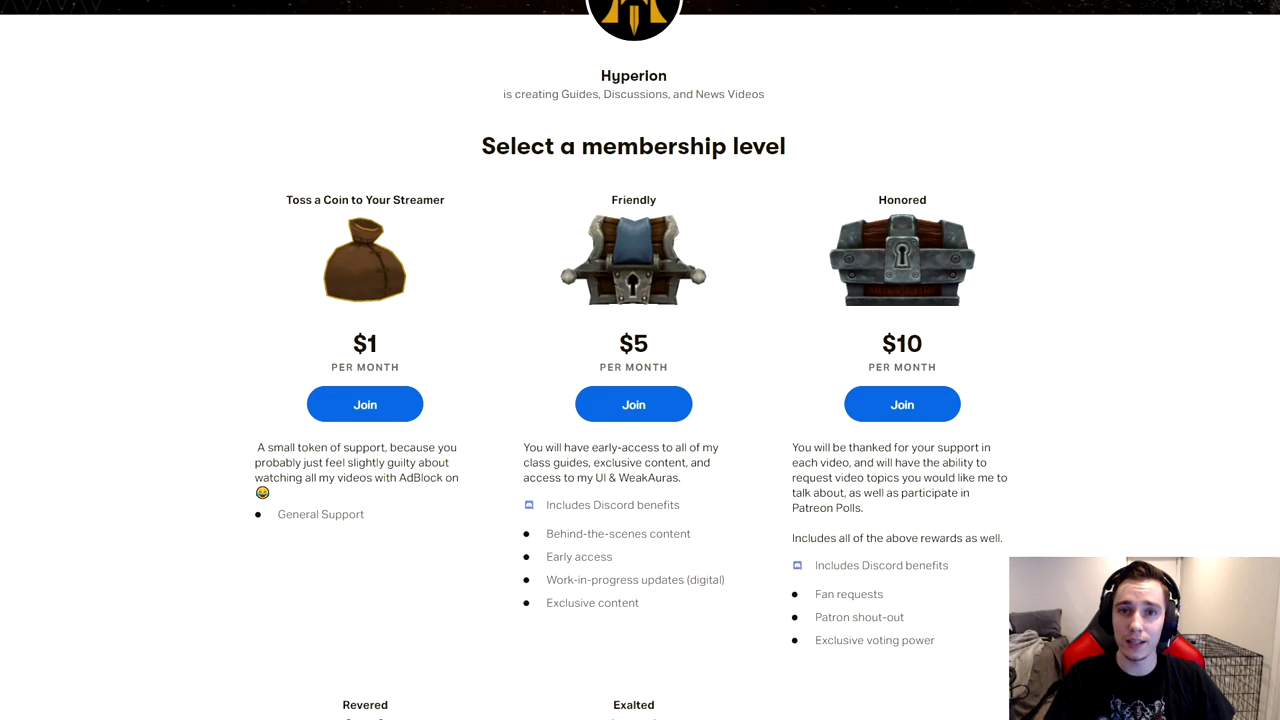 Hyperion
is creating Guides, Discussions, and News Videos
Select a membership level
Toss a Coin to Your Streamer
$1
PER MONTH
Join
A small token of support, because you
probably just feel slightly guilty about
watching all my videos with AdBlock on
😂
General Support
Friendly
$5
PER MONTH
Join
You will have early-access to all of my
class guides, exclusive content, and
access to my UI & WeakAuras.
Includes Discord benefits
Behind-the-scenes content
Early access
Work-in-progress updates (digital)
Exclusive content
Honored
$10
PER MONTH
Join
You will be thanked for your support in
each video, and will have the ability to
request video topics you would like me to
talk about, as well as participate in
Patreon Polls.
Includes all of the above rewards as well.
Includes Discord benefits
Fan requests
Patron shout-out
Exclusive voting power
Revered
Exalted